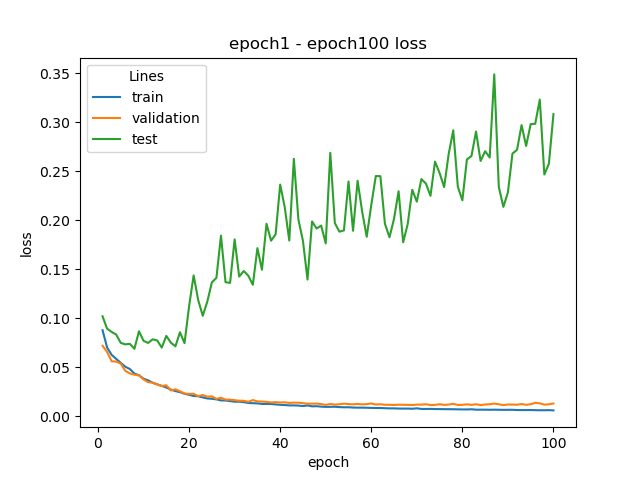 epoch1 - epoch100 loss
Lines
train
validation
test
0.35
0.30
0.25
0.20
0.15
0.10
0.05
0.00
loss
0 20 40 60 80 100
epoch